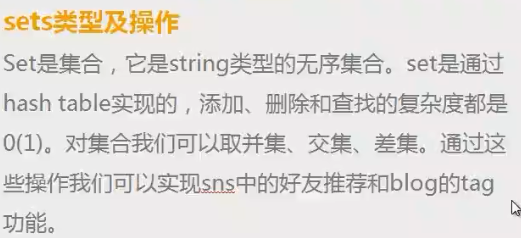 sets类型及操作
Set是集合，它是string类型的无序集合。set是通过
hash table实现的，添加、删除和查找的复杂度都是
0(1)。对集合我们可以取并集、交集、差集。通过这
些操作我们可以实现sns中的好友推荐和blog的tag
功能。